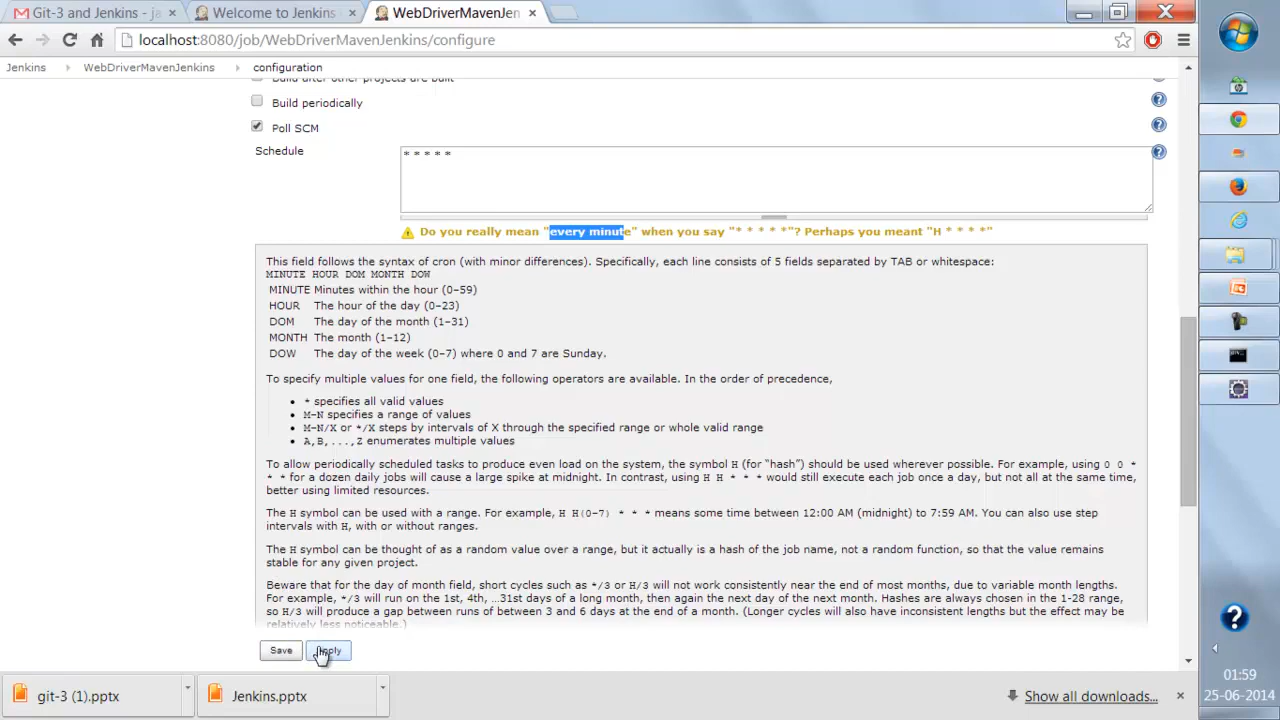 Git-3 and Jenkins - je
Welcome to Jenkins
WebDriverMavenJen
localhost:8080/job/WebDriverMavenJenkins/configure
Jenkins
WebDriverMavenJenkins
configuration
Build after other projects are built
Build periodically
Poll SCM
Schedule
* * * * *
Do you really mean "every minute" when you say "* * * * *"? Perhaps you meant "H * * * *"
This field follows the syntax of cron (with minor differences). Specifically, each line consists of 5 fields separated by TAB or whitespace:
MINUTE HOUR DOM MONTH DOW
MINUTE Minutes within the hour (0–59)
HOUR The hour of the day (0–23)
DOM The day of the month (1–31)
MONTH The month (1–12)
DOW The day of the week (0–7) where 0 and 7 are Sunday.
To specify multiple values for one field, the following operators are available. In the order of precedence,
• * specifies all valid values
• M-N specifies a range of values
• M-N/X or */X steps by intervals of X through the specified range or whole valid range
• A,B,...,Z enumerates multiple values
To allow periodically scheduled tasks to produce even load on the system, the symbol H (for “hash”) should be used wherever possible. For example, using 0 0 *
* * for a dozen daily jobs will cause a large spike at midnight. In contrast, using H H * * * would still execute each job once a day, but not all at the same time,
better using limited resources.
The H symbol can be used with a range. For example, H H(0-7) * * * means some time between 12:00 AM (midnight) to 7:59 AM. You can also use step
intervals with H, with or without ranges.
The H symbol can be thought of as a random value over a range, but it actually is a hash of the job name, not a random function, so that the value remains
stable for any given project.
Beware that for the day of month field, short cycles such as */3 or H/3 will not work consistently near the end of most months, due to variable month lengths.
For example, */3 will run on the 1st, 4th, …31st days of a long month, then again the next day of the next month. Hashes are always chosen in the 1-28 range,
so H/3 will produce a gap between runs of between 3 and 6 days at the end of a month. (Longer cycles will also have inconsistent lengths but the effect may be
relatively less noticeable.)
Save
Apply
git-3 (1).pptx
Jenkins.pptx
Show all downloads...
01:59
25-06-2014